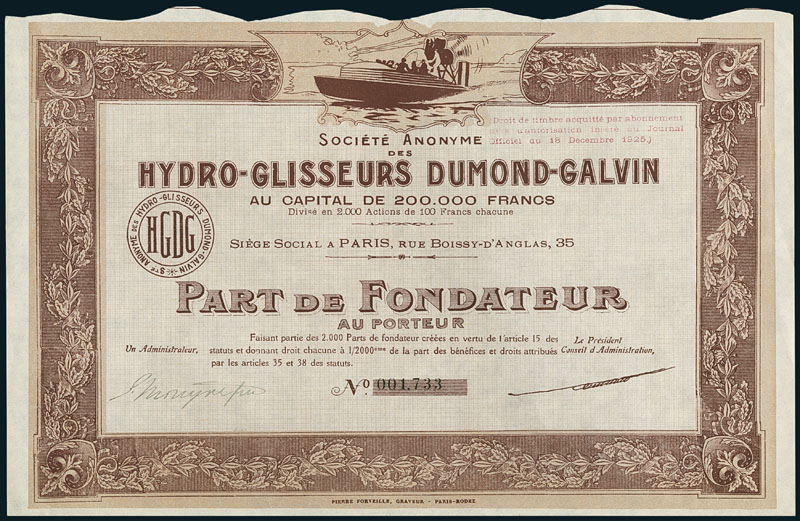 Droit de timbre acquitté par abonnement
d'autorisation inséré au Journal
Officiel du 18 Décembre 1925.)
SOCIÉTÉ ANONYME
DES
HYDRO-GLISSEURS DUMOND-GALVIN
AU CAPITAL DE 200.000 FRANCS
Divisé en 2.000 Actions de 100 Francs chacune
SIÈGE SOCIAL A PARIS, RUE BOISSY-D'ANGLAS, 35
STE ANONYME DES HYDRO-GLISSEURS DUMOND-GALVIN
HGDG
PART DE FONDATEUR
AU PORTEUR
Faisant partie des 2.000 Parts de fondateur créées en vertu de l'article 15 des
statuts et donnant droit chacune à 1/2000ème de la part des bénéfices et droits attribués
par les articles 35 et 38 des statuts.
Un Administrateur,
Le Président
Conseil d'Administration,
No. 001.733
PIERRE FORVEILLE, GRAVEUR - PARIS-RODEZ